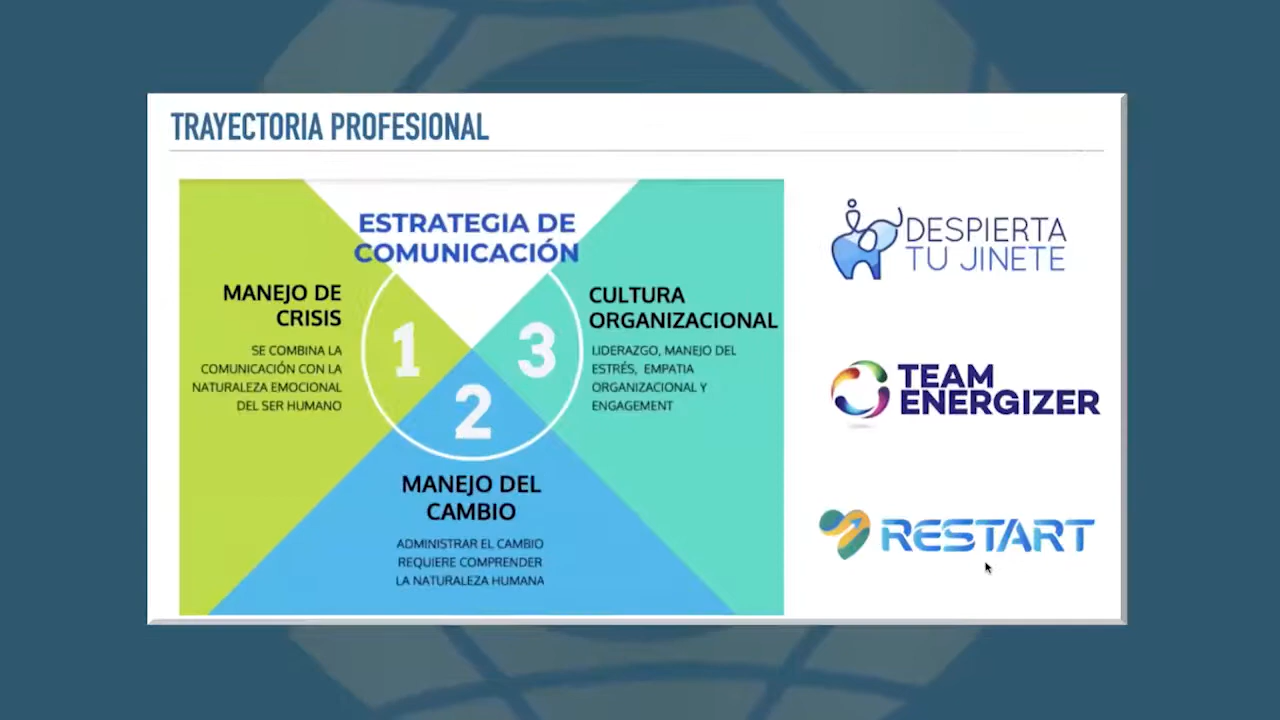 TRAYECTORIA PROFESIONAL
ESTRATEGIA DE
COMUNICACIÓN
MANEJO DE
CRISIS
SE COMBINA LA
COMUNICACIÓN CON LA
NATURALEZA EMOCIONAL
DEL SER HUMANO
1
2
3
MANEJO DEL
CAMBIO
ADMINISTRAR EL CAMBIO
REQUIERE COMPRENDER
LA NATURALEZA HUMANA
CULTURA
ORGANIZACIONAL
LIDERAZGO, MANEJO DEL
ESTRÉS, EMPATIA
ORGANIZACIONAL Y
ENGAGEMENT
DESPIERTA
TU JINETE
TEAM
ENERGIZER
RESTART